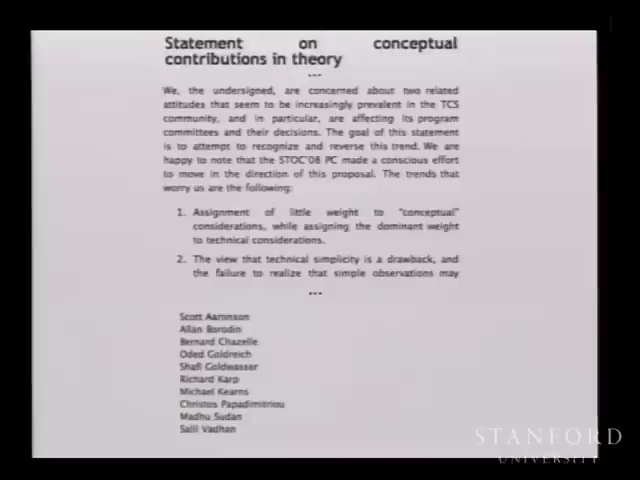 Statement on conceptual
contributions in theory
...
We, the undersigned, are concerned about two related
attitudes that seem to be increasingly prevalent in the TCS
community, and in particular, are affecting its program
committees and their decisions. The goal of this statement
is to attempt to recognize and reverse this trend. We are
happy to note that the STOC'08 PC made a conscious effort
to move in the direction of this proposal. The trends that
worry us are the following:
1. Assignment of little weight to "conceptual"
considerations, while assigning the dominant weight
to technical considerations.
2. The view that technical simplicity is a drawback, and
the failure to realize that simple observations may
...
Scott Aaronson
Allan Borodin
Bernard Chazelle
Oded Goldreich
Shafi Goldwasser
Richard Karp
Michael Kearns
Christos Papadimitriou
Madhu Sudan
Salil Vadhan
STANFORD
UNIVERSITY